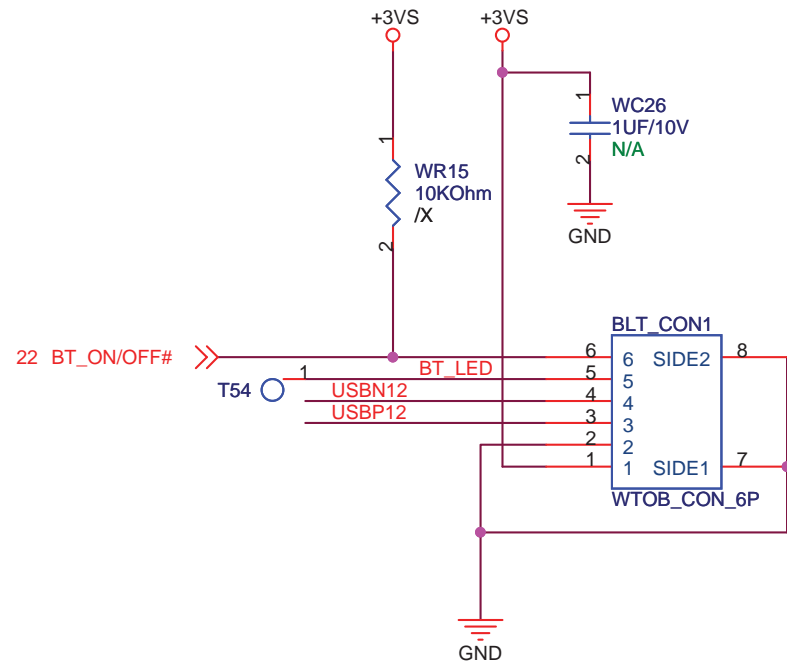 +3VS
+3VS
1
WC26
1UF/10V
N/A
2
GND
1
WR15
10KOhm
/X
2
BLT_CON1
22 BT_ON/OFF#
6
6
SIDE2
8
T54
1
BT_LED
5
5
USBN12
4
4
USBP12
3
3
2
2
1
1
SIDE1
7
WTOB_CON_6P
GND